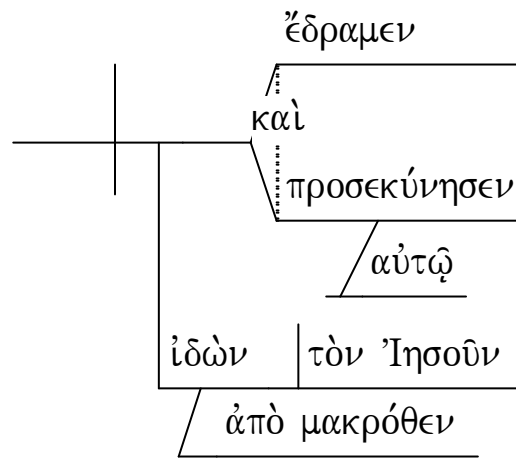 ἔδραμεν
καὶ
προσεκύνησεν
αὐτῷ
ἰδὼν τὸν Ἰησοῦν
ἀπὸ μακρόθεν